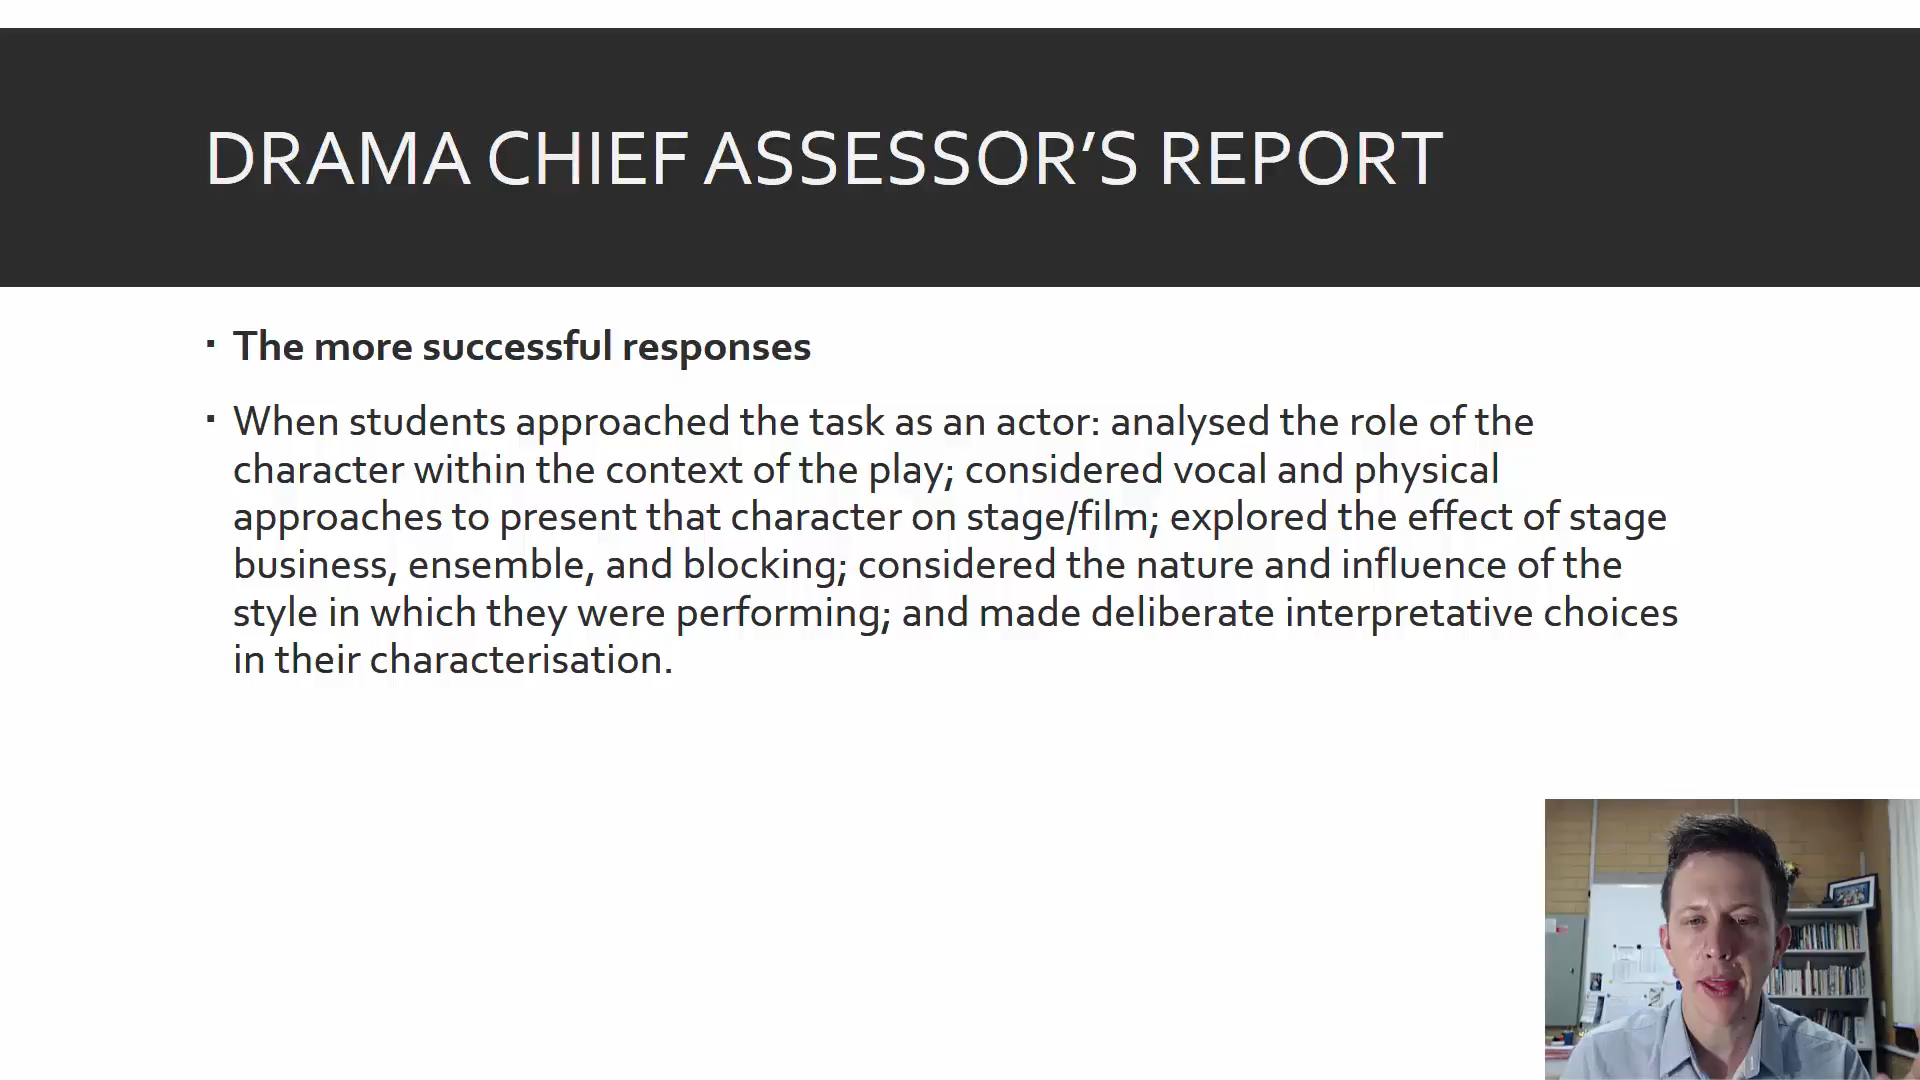 DRAMA CHIEF ASSESSOR’S REPORT
▪ The more successful responses
▪ When students approached the task as an actor: analysed the role of the
character within the context of the play; considered vocal and physical
approaches to present that character on stage/film; explored the effect of stage
business, ensemble, and blocking; considered the nature and influence of the
style in which they were performing; and made deliberate interpretative choices
in their characterisation.